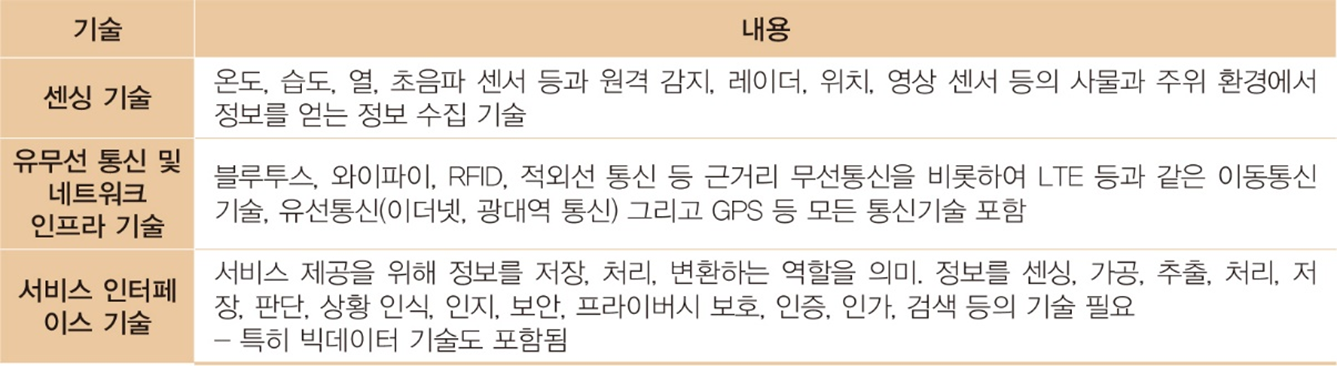 기술
내용
센싱 기술
온도, 습도, 열, 초음파 센서 등과 원격 감지, 레이더, 위치, 영상 센서 등의 사물과 주위 환경에서
정보를 얻는 정보 수집 기술
유무선 통신 및
네트워크
인프라 기술
블루투스, 와이파이, RFID, 적외선 통신 등 근거리 무선통신을 비롯하여 LTE 등과 같은 이동통신
기술, 유선통신(이더넷, 광대역 통신) 그리고 GPS 등 모든 통신기술 포함
서비스 인터페
이스 기술
서비스 제공을 위해 정보를 저장, 처리, 변환하는 역할을 의미. 정보를 센싱, 가공, 추출, 처리, 저
장, 판단, 상황 인식, 인지, 보안, 프라이버시 보호, 인증, 인가, 검색 등의 기술 필요
– 특히 빅데이터 기술도 포함됨